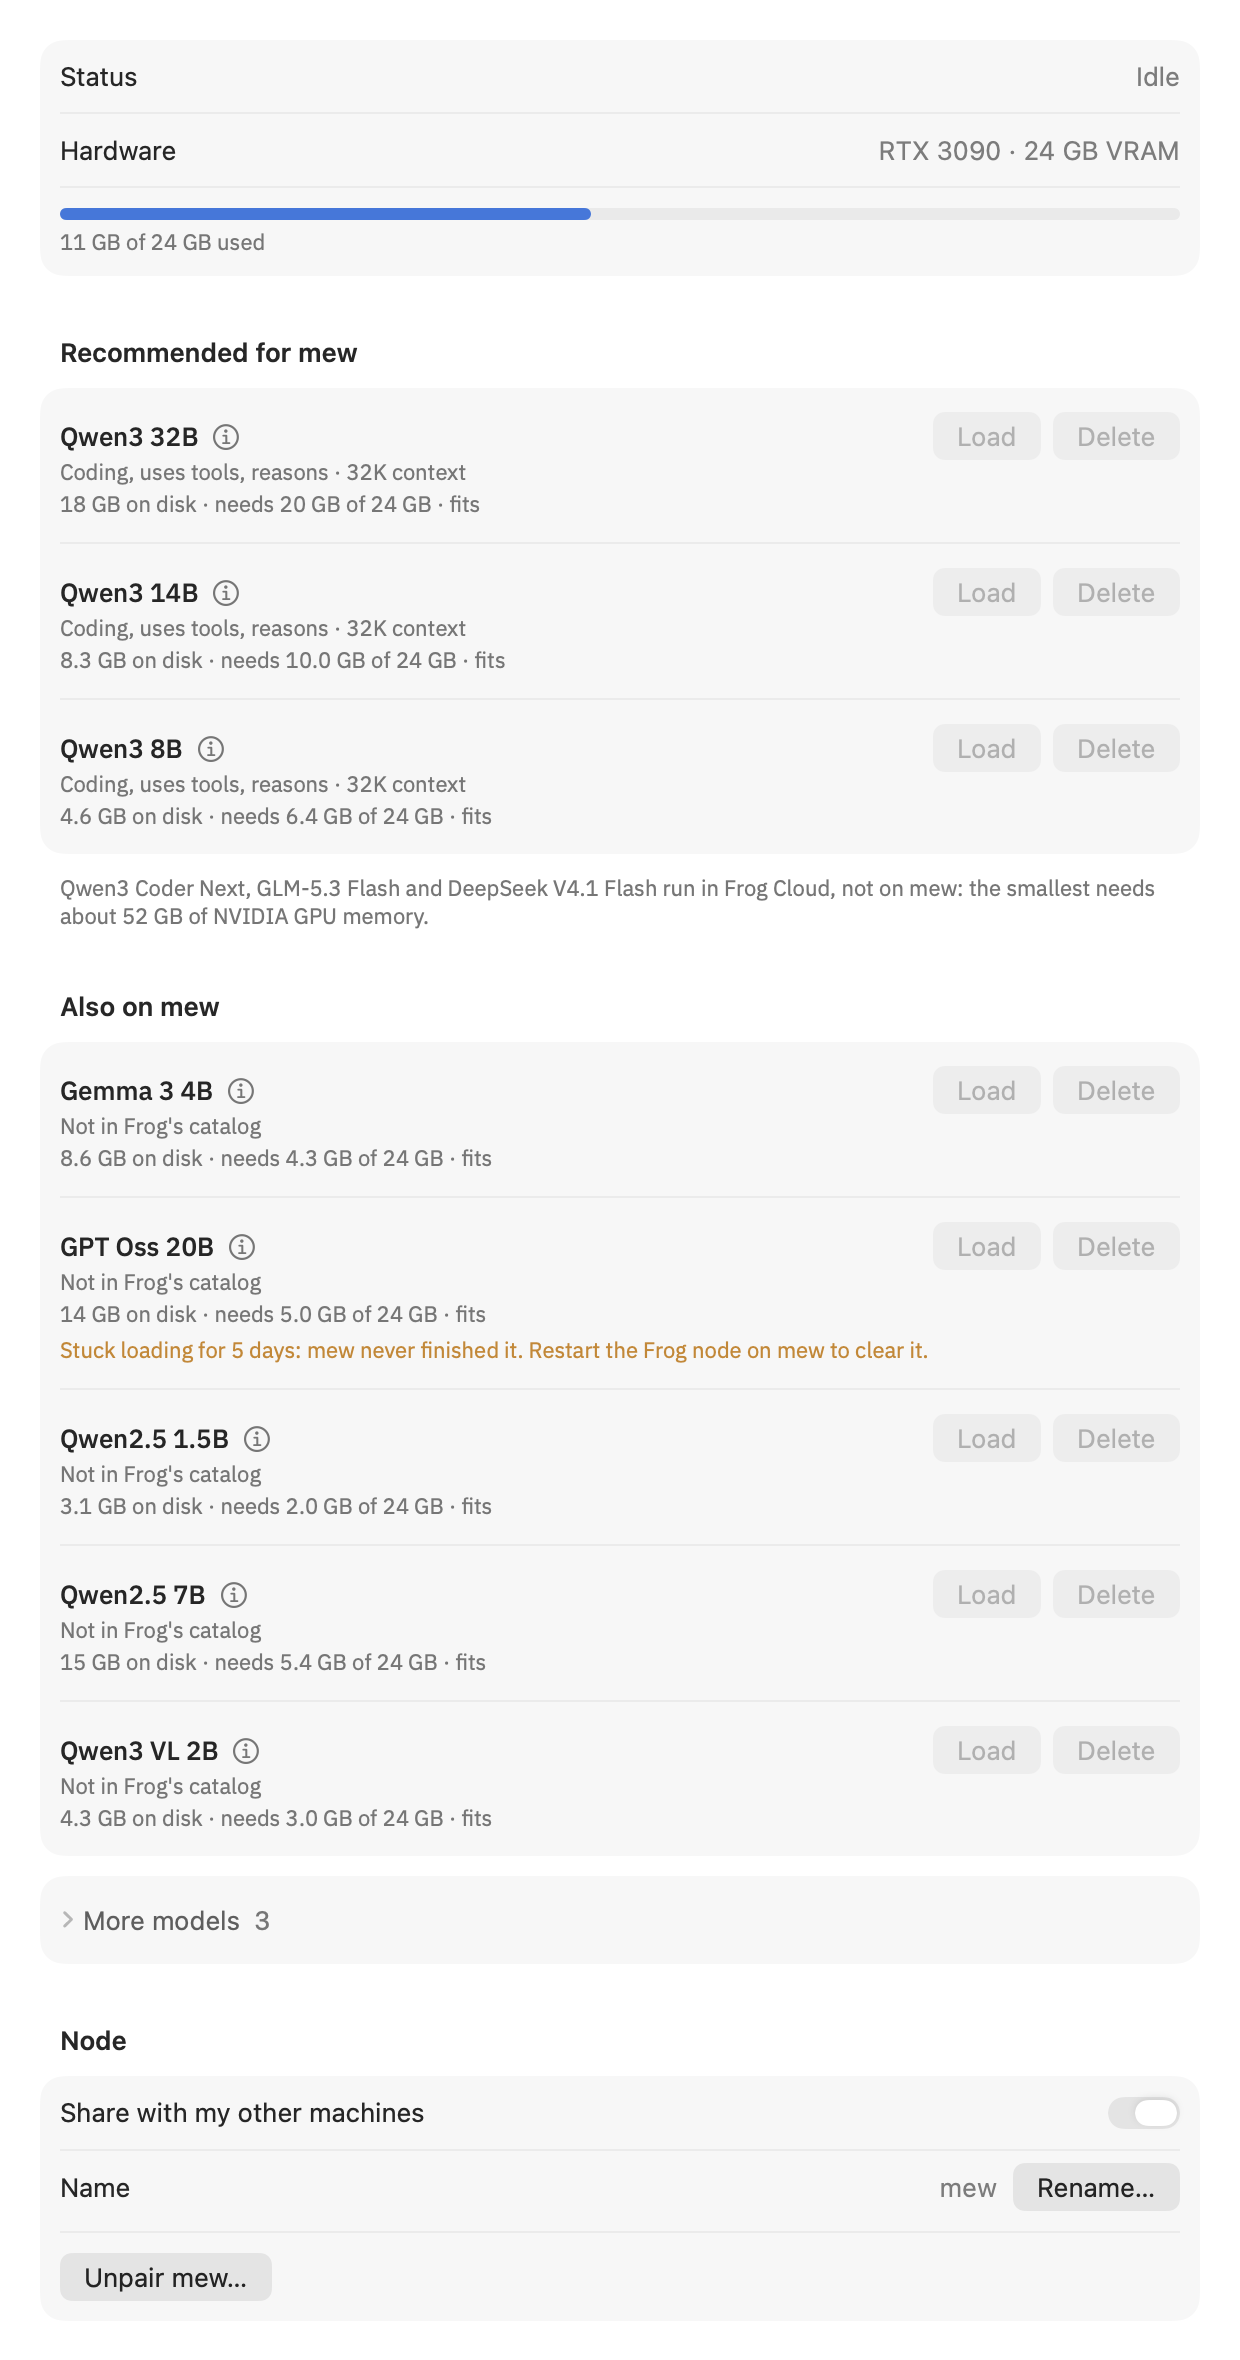 Status
Idle
Hardware
RTX 3090 · 24 GB VRAM
11 GB of 24 GB used
Recommended for mew
Qwen3 32B
Load
Delete
Coding, uses tools, reasons · 32K context
18 GB on disk · needs 20 GB of 24 GB · fits
Qwen3 14B
Load
Delete
Coding, uses tools, reasons · 32K context
8.3 GB on disk · needs 10.0 GB of 24 GB · fits
Qwen3 8B
Load
Delete
Coding, uses tools, reasons · 32K context
4.6 GB on disk · needs 6.4 GB of 24 GB · fits
Qwen3 Coder Next, GLM-5.3 Flash and DeepSeek V4.1 Flash run in Frog Cloud, not on mew: the smallest needs
about 52 GB of NVIDIA GPU memory.
Also on mew
Gemma 3 4B
Load
Delete
Not in Frog's catalog
8.6 GB on disk · needs 4.3 GB of 24 GB · fits
GPT Oss 20B
Load
Delete
Not in Frog's catalog
14 GB on disk · needs 5.0 GB of 24 GB · fits
Stuck loading for 5 days: mew never finished it. Restart the Frog node on mew to clear it.
Qwen2.5 1.5B
Load
Delete
Not in Frog's catalog
3.1 GB on disk · needs 2.0 GB of 24 GB · fits
Qwen2.5 7B
Load
Delete
Not in Frog's catalog
15 GB on disk · needs 5.4 GB of 24 GB · fits
Qwen3 VL 2B
Load
Delete
Not in Frog's catalog
4.3 GB on disk · needs 3.0 GB of 24 GB · fits
More models 3
Node
Share with my other machines
Name
mew
Rename...
Unpair mew...